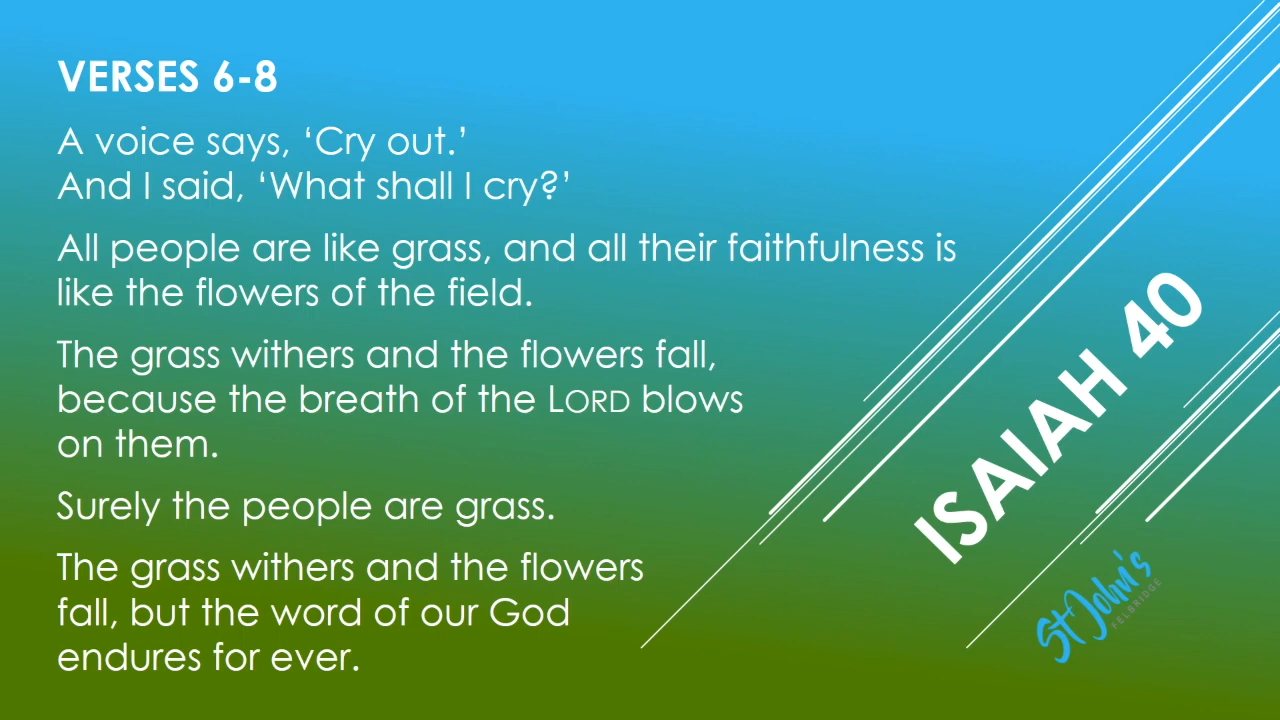 VERSES 6-8
A voice says, ‘Cry out.’
And I said, ‘What shall I cry?’
All people are like grass, and all their faithfulness is
like the flowers of the field.
The grass withers and the flowers fall,
because the breath of the LORD blows
on them.
Surely the people are grass.
The grass withers and the flowers
fall, but the word of our God
endures for ever.
ISAIAH 40
St John's
FELBRIDGE